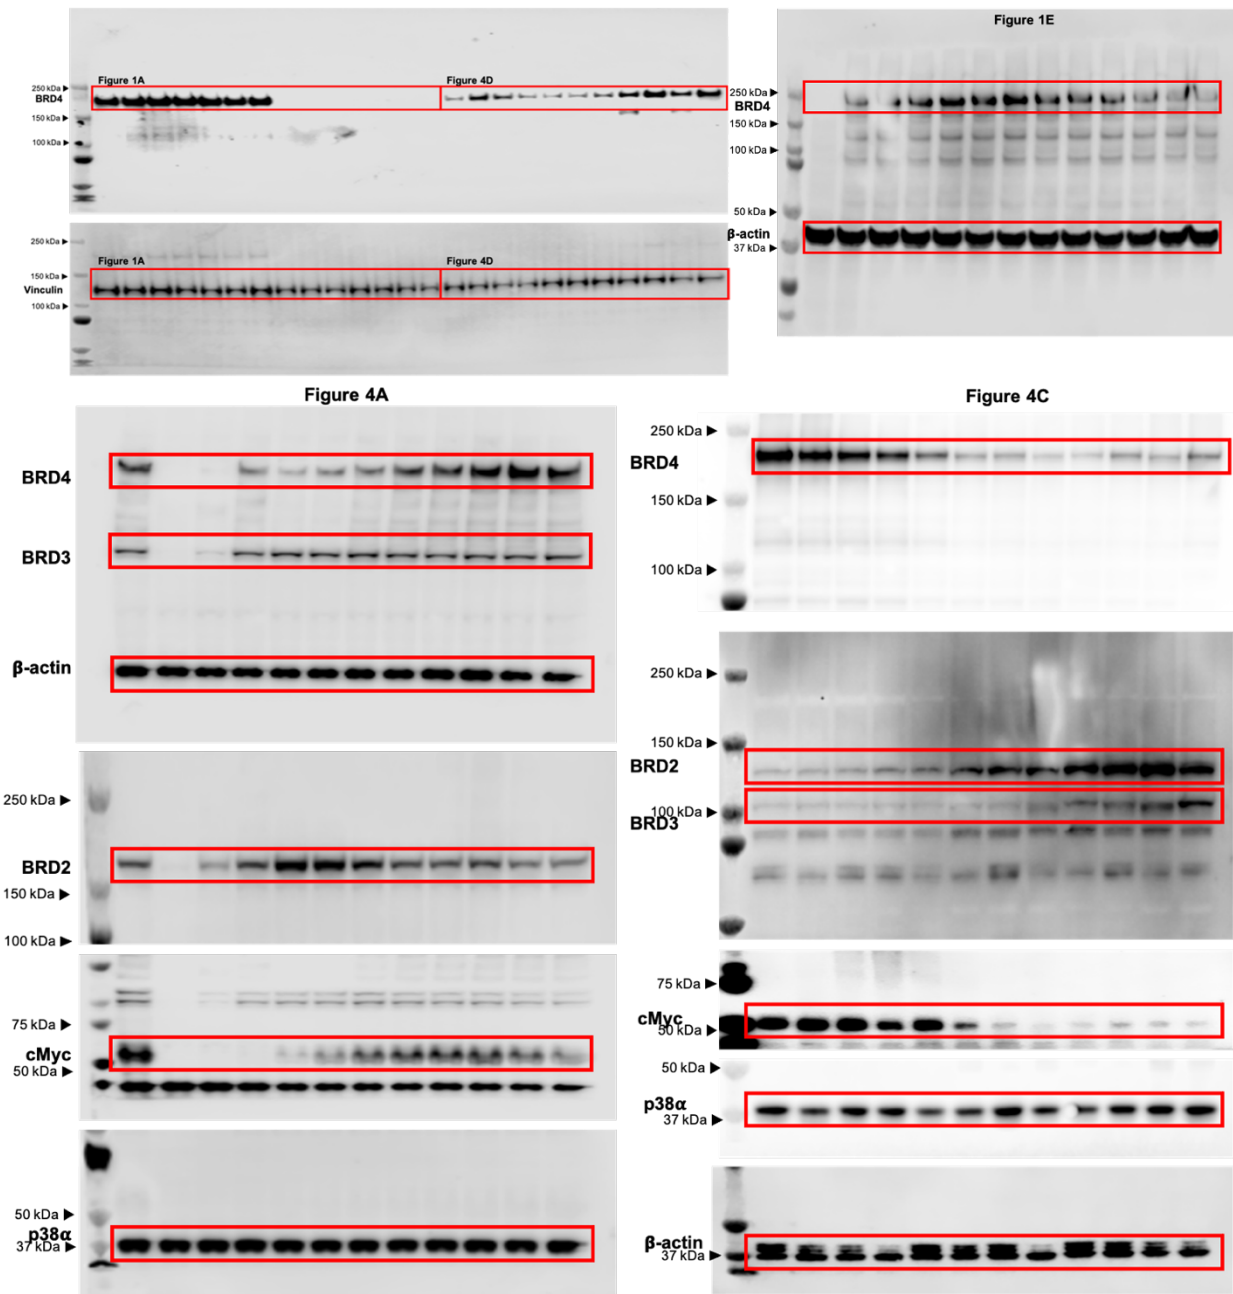 Figure 1A
Figure 4D
250 kDa ▶
BRD4
150 kDa ▶
100 kDa ▶
250 kDa ▶
Figure 1A
Figure 4D
150 kDa ▶
Vinculin
100 kDa ▶
Figure 1E
250 kDa ▶
BRD4
150 kDa ▶
100 kDa ▶
50 kDa ▶
β-actin
37 kDa ▶
Figure 4A
BRD4
BRD3
β-actin
250 kDa ▶
BRD2
150 kDa ▶
100 kDa ▶
75 kDa ▶
cMyc
50 kDa ▶
50 kDa ▶
p38α
37 kDa ▶
Figure 4C
250 kDa ▶
BRD4
150 kDa ▶
100 kDa ▶
250 kDa ▶
150 kDa ▶
BRD2
100 kDa ▶
BRD3
75 kDa ▶
cMyc
50 kDa ▶
50 kDa ▶
p38α
37 kDa ▶
β-actin
37 kDa ▶